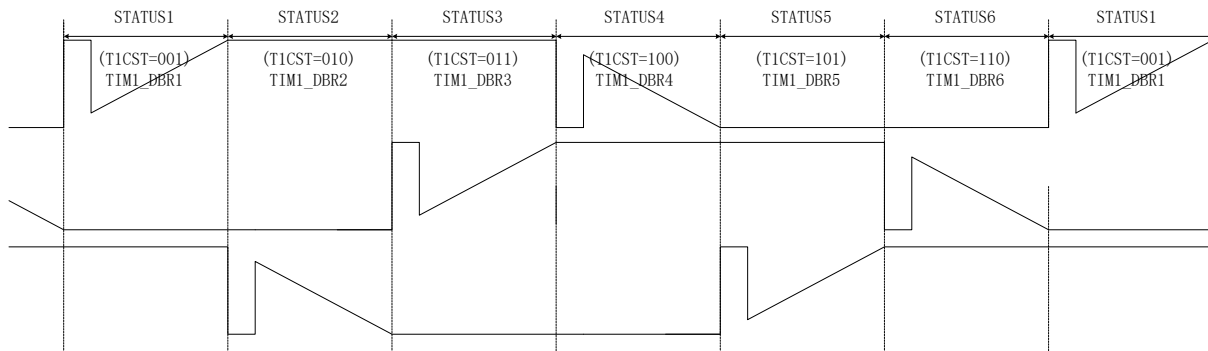 STATUS1 STATUS2 STATUS3 STATUS4 STATUS5 STATUS6 STATUS1
(T1CST=001) (T1CST=010) (T1CST=011) (T1CST=100) (T1CST=101) (T1CST=110) (T1CST=001)
TIM1_DBR1 TIM1_DBR2 TIM1_DBR3 TIM1_DBR4 TIM1_DBR5 TIM1_DBR6 TIM1_DBR1